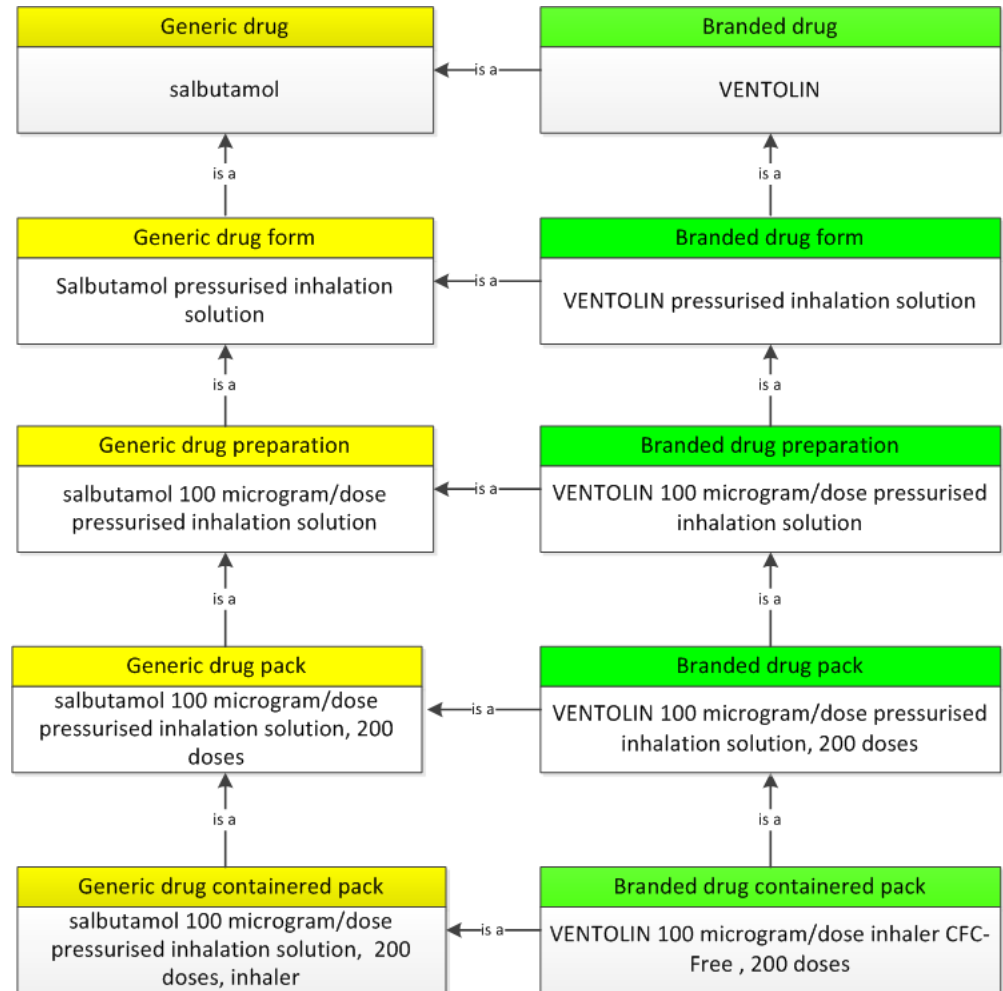 Generic drug
Branded drug
salbutamol
is a
VENTOLIN
is a
is a
Generic drug form
Branded drug form
Salbutamol pressurised inhalation
solution
is a
VENTOLIN pressurised inhalation solution
is a
is a
Generic drug preparation
Branded drug preparation
salbutamol 100 microgram/dose
pressurised inhalation solution
is a
VENTOLIN 100 microgram/dose pressurised
inhalation solution
is a
is a
Generic drug pack
Branded drug pack
salbutamol 100 microgram/dose
pressurised inhalation solution, 200
doses
is a
VENTOLIN 100 microgram/dose pressurised
inhalation solution, 200 doses
is a
is a
Generic drug containered pack
Branded drug containered pack
salbutamol 100 microgram/dose
pressurised inhalation solution,  200
doses, inhaler
is a
VENTOLIN 100 microgram/dose inhaler CFC-
Free , 200 doses